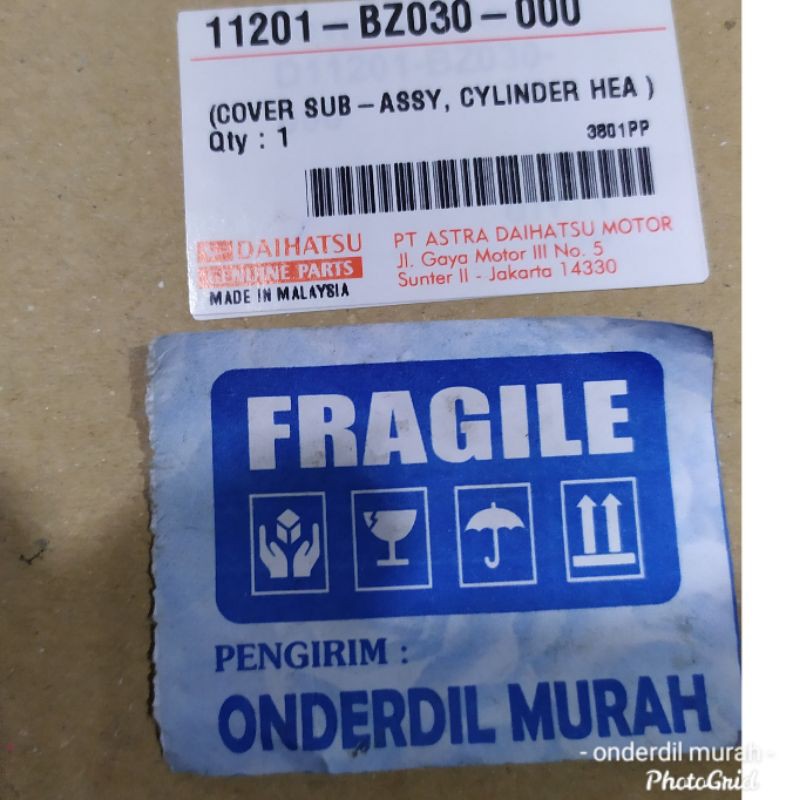 11201-BZ030-000
(COVER SUB-ASSY, CYLINDER HEA )
Qty : 1
3801PP
DAIHATSU
GENUINE PARTS
MADE IN MALAYSIA
PT ASTRA DAIHATSU MOTOR
Jl. Gaya Motor III No. 5
Sunter II - Jakarta 14330
FRAGILE
PENGIRIM :
ONDERDIL MURAH
- onderdil murah -
PhotoGrid